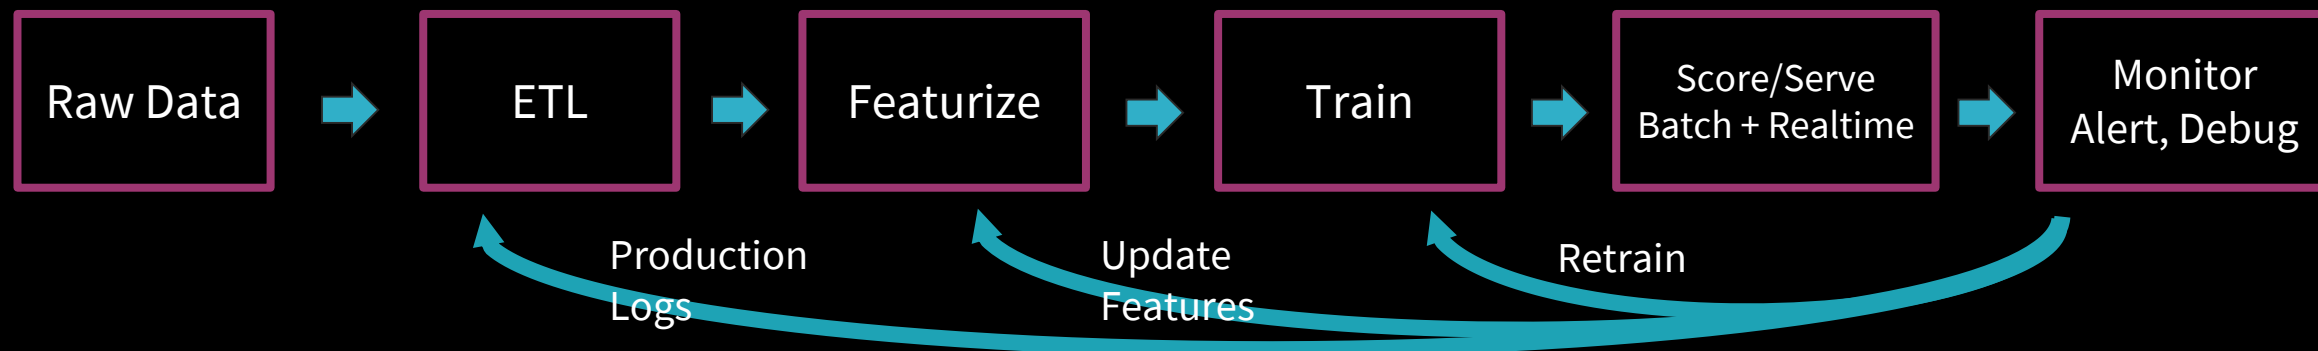 Raw Data
ETL
Featurize
Train
Score/Serve
Batch + Realtime
Monitor
Alert, Debug
Production
Logs
Update
Features
Retrain